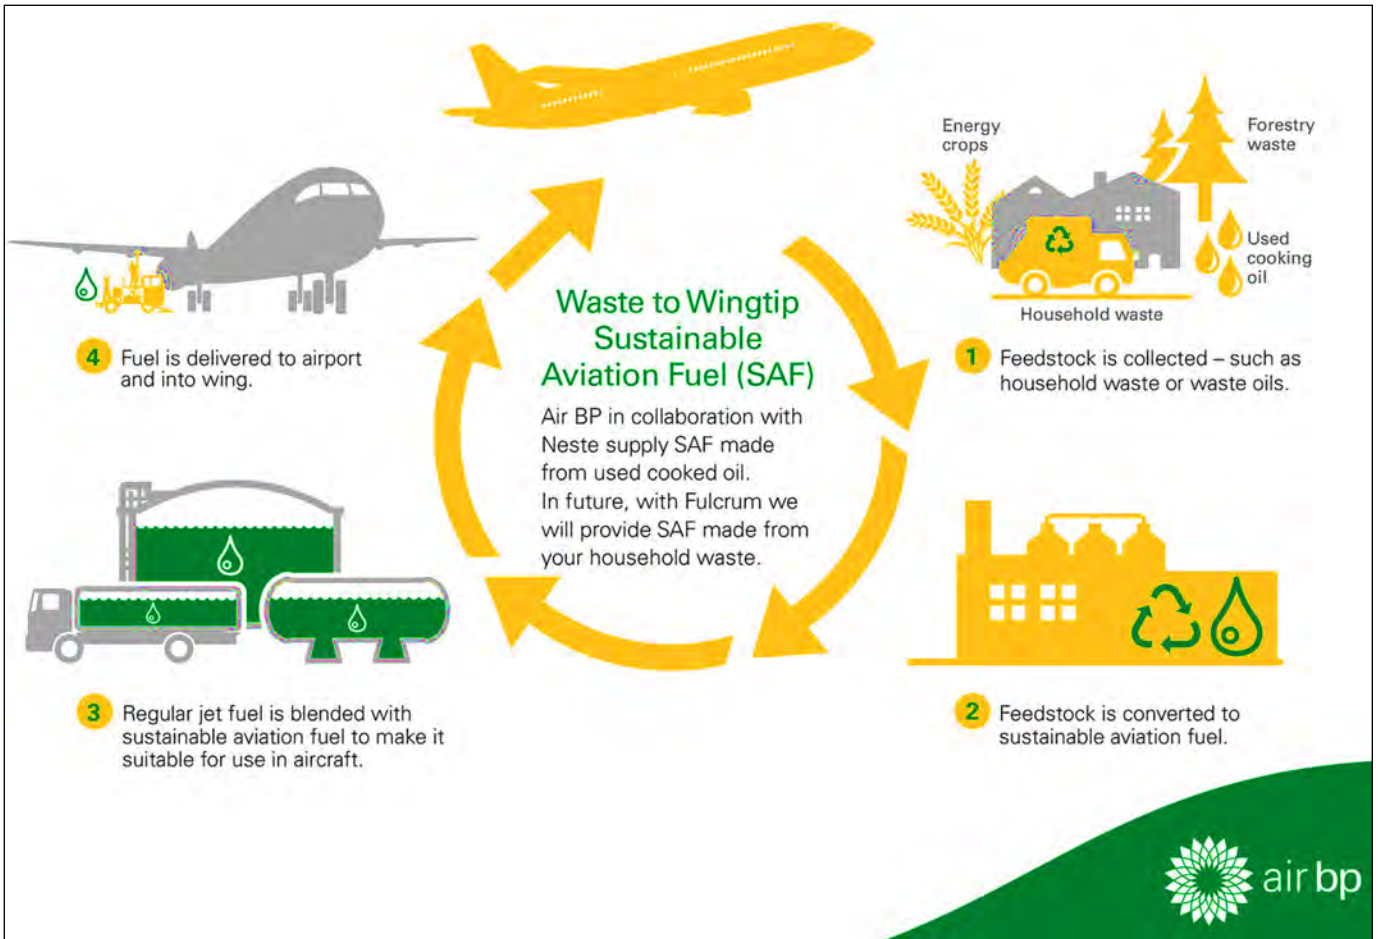 Waste to Wingtip
Sustainable
Aviation Fuel (SAF)
Air BP in collaboration with
Neste supply SAF made
from used cooked oil.
In future, with Fulcrum we
will provide SAF made from
your household waste.
Energy
crops
Forestry
waste
Used
cooking
oil
Household waste
1 Feedstock is collected – such as
household waste or waste oils.
2 Feedstock is converted to
sustainable aviation fuel.
3 Regular jet fuel is blended with
sustainable aviation fuel to make it
suitable for use in aircraft.
4 Fuel is delivered to airport
and into wing.
air bp